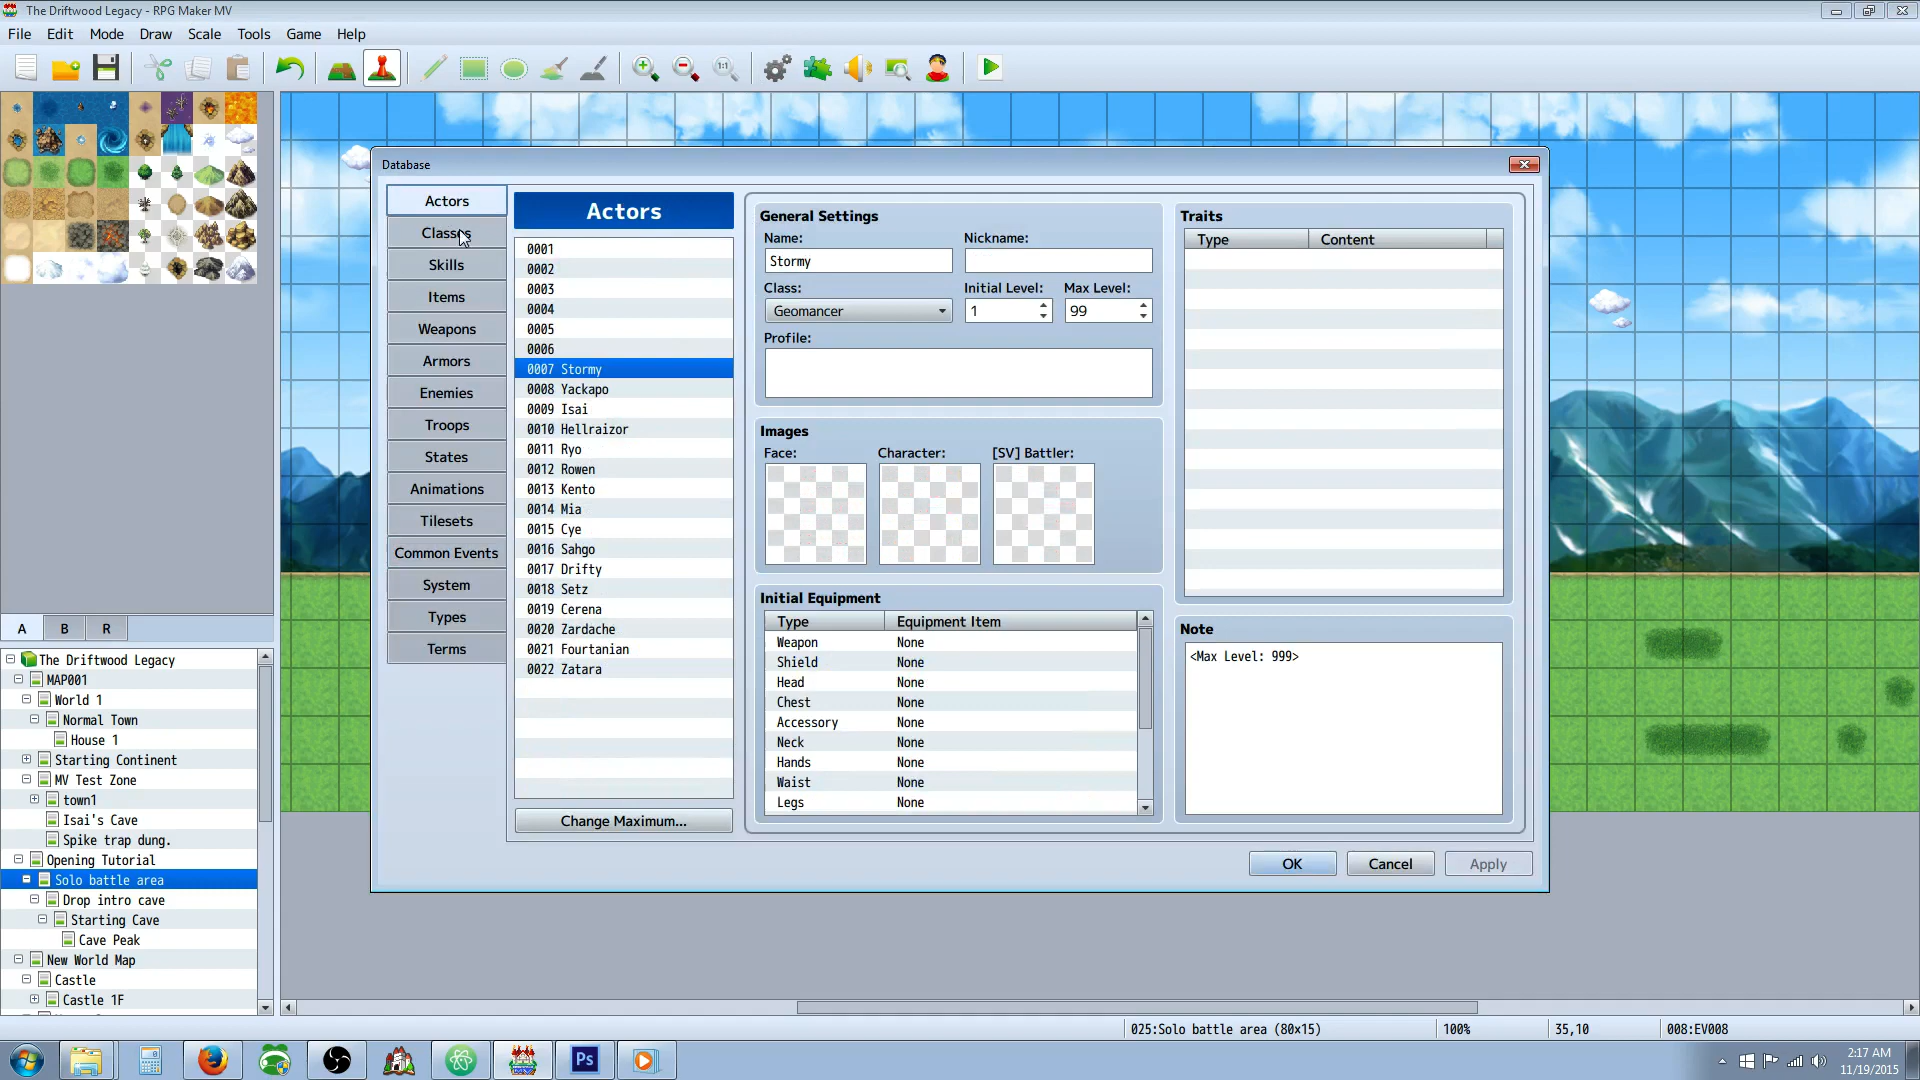 The Driftwood Legacy - RPG Maker MV
File Edit Mode Draw Scale Tools Game Help
1:1
Database
Actors
Classes
Skills
Items
Weapons
Armors
Enemies
Troops
States
Animations
Tilesets
Common Events
System
Types
Terms
Actors
0001
0002
0003
0004
0005
0006
0007 Stormy
0008 Yackapo
0009 Isai
0010 Hellraizor
0011 Ryo
0012 Rowen
0013 Kento
0014 Mia
0015 Cye
0016 Sahgo
0017 Drifty
0018 Setz
0019 Cerena
0020 Zardache
0021 Fourtanian
0022 Zatara
Change Maximum...
General Settings
Name: Nickname:
Stormy
Class: Initial Level: Max Level:
Geomancer 1 99
Profile:
Images
Face: Character: [SV] Battler:
Initial Equipment
Type Equipment Item
Weapon None
Shield None
Head None
Chest None
Accessory None
Neck None
Hands None
Waist None
Legs None
Traits
Type Content
Note
<Max Level: 999>
OK Cancel Apply
A B R
The Driftwood Legacy
MAP001
World 1
Normal Town
House 1
Starting Continent
MV Test Zone
town1
Isai's Cave
Spike trap dung.
Opening Tutorial
Solo battle area
Drop intro cave
Starting Cave
Cave Peak
New World Map
Castle
Castle 1F
025:Solo battle area (80x15) 100% 35,10 008:EV008
Ps
2:17 AM
11/19/2015